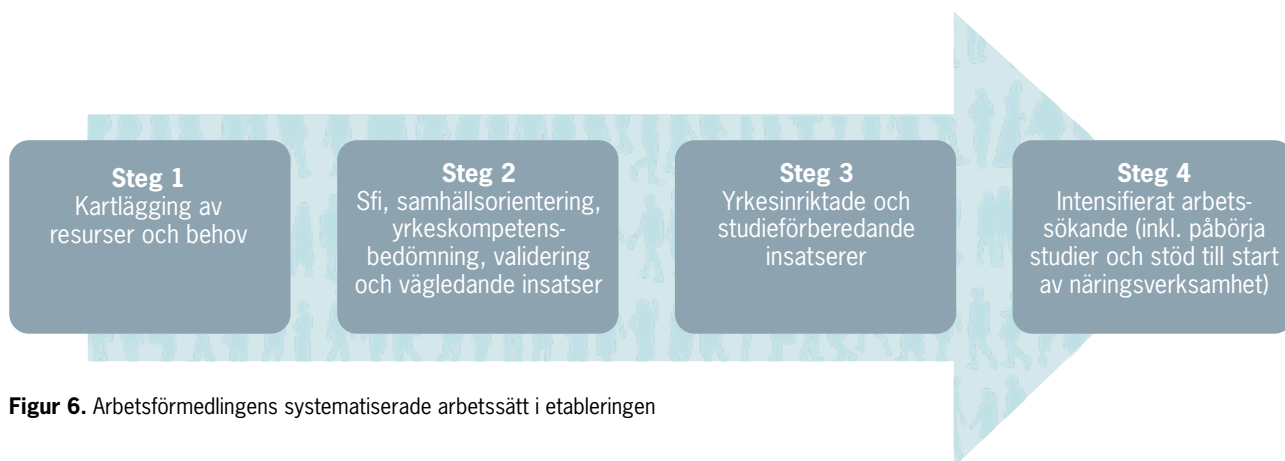 Steg 1
Kartlägging av
resurser och behov
Steg 2
Sfi, samhällsorientering,
yrkeskompetens-
bedömning, validering
och vägledande insatser
Steg 3
Yrkesinriktade och
studieförberedande
insatserer
Steg 4
Intensifierat arbets-
sökande (inkl. påbörja
studier och stöd till start
av näringsverksamhet)
Figur 6. Arbetsförmedlingens systematiserade arbetssätt i etableringen